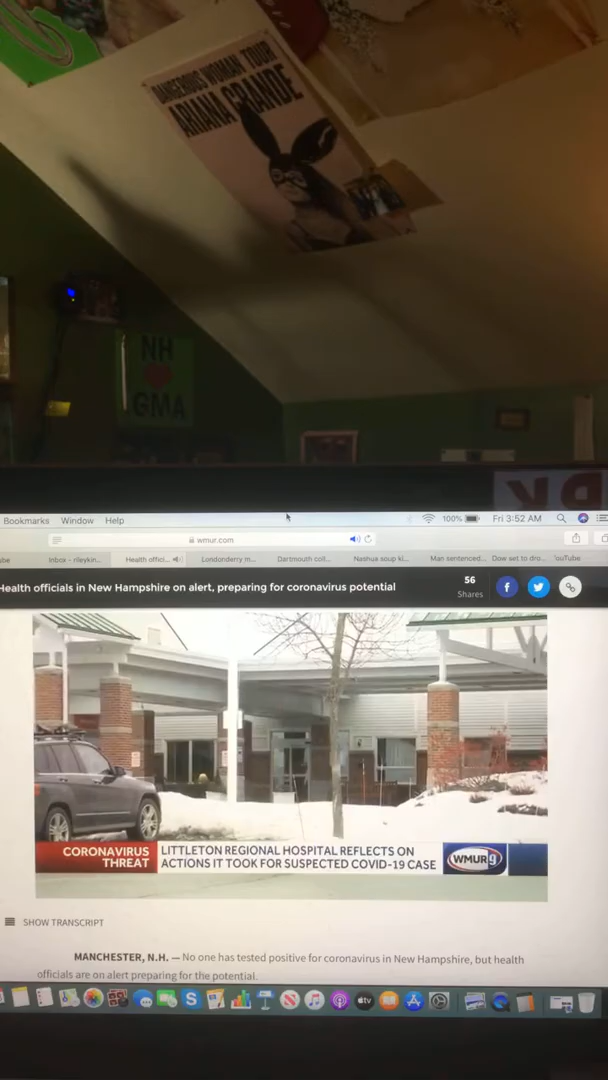 DANGEROUS WOMAN TOUR
ARIANA GRANDE
NH
GMA
Bookmarks Window Help 100% Fri 3:52 AM
wmur.com
Inbox - rileykin... Health offici... Londonderry m... Dartmouth coll... Nashua soup ki... Man sentenced... Dow set to dro...
Health officials in New Hampshire on alert, preparing for coronavirus potential
56
Shares
CORONAVIRUS
THREAT
LITTLETON REGIONAL HOSPITAL REFLECTS ON
ACTIONS IT TOOK FOR SUSPECTED COVID-19 CASE
WMUR 9
SHOW TRANSCRIPT
MANCHESTER, N.H. — No one has tested positive for coronavirus in New Hampshire, but health
officials are on alert preparing for the potential.
tv